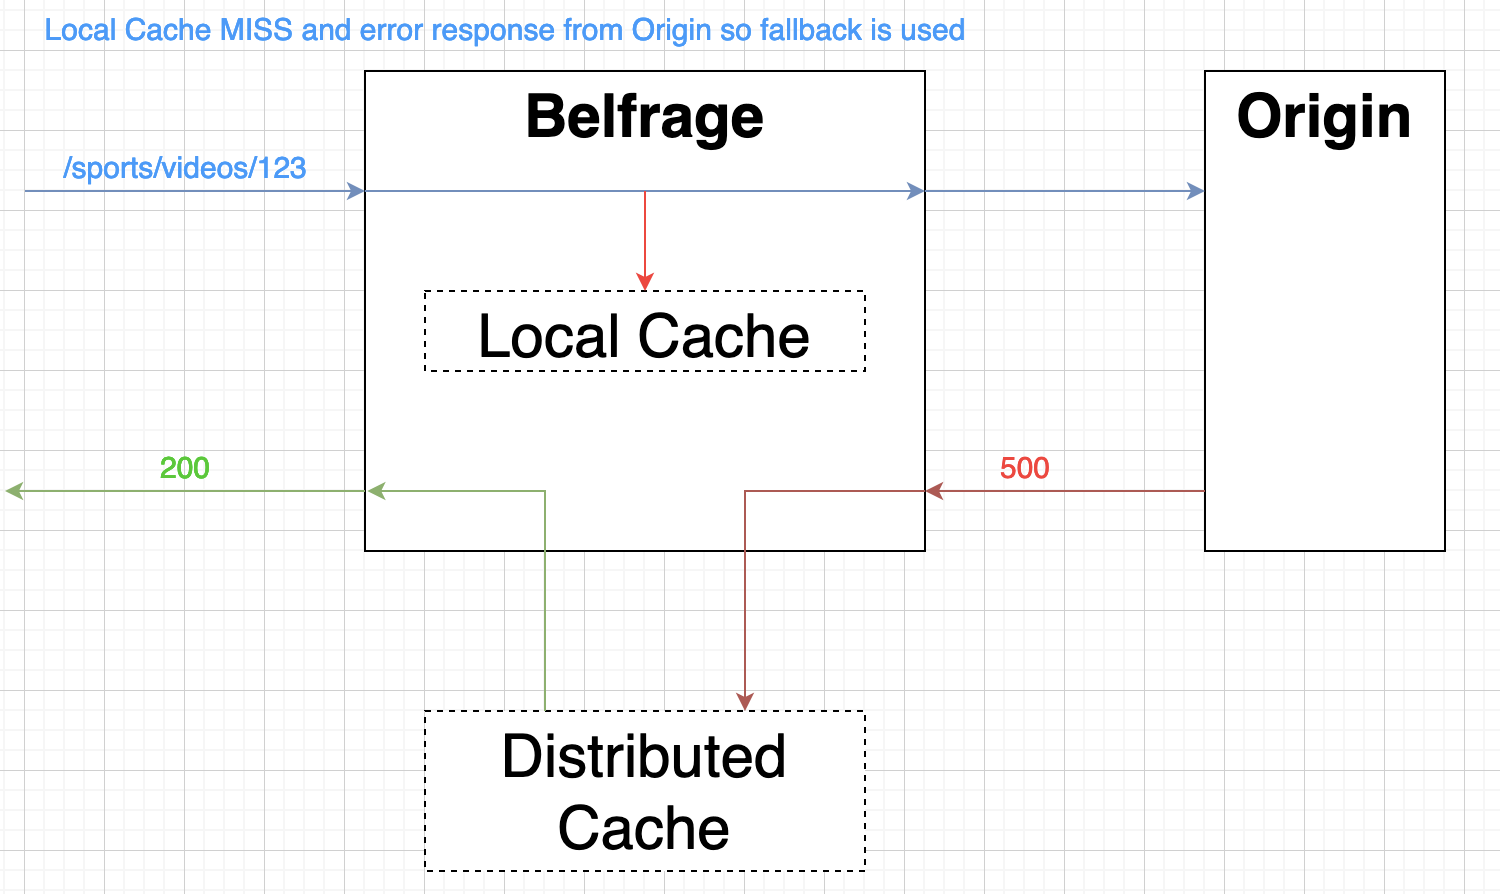 Local Cache MISS and error response from Origin so fallback is used
Belfrage
Origin
/sports/videos/123
Local Cache
200
500
Distributed
Cache